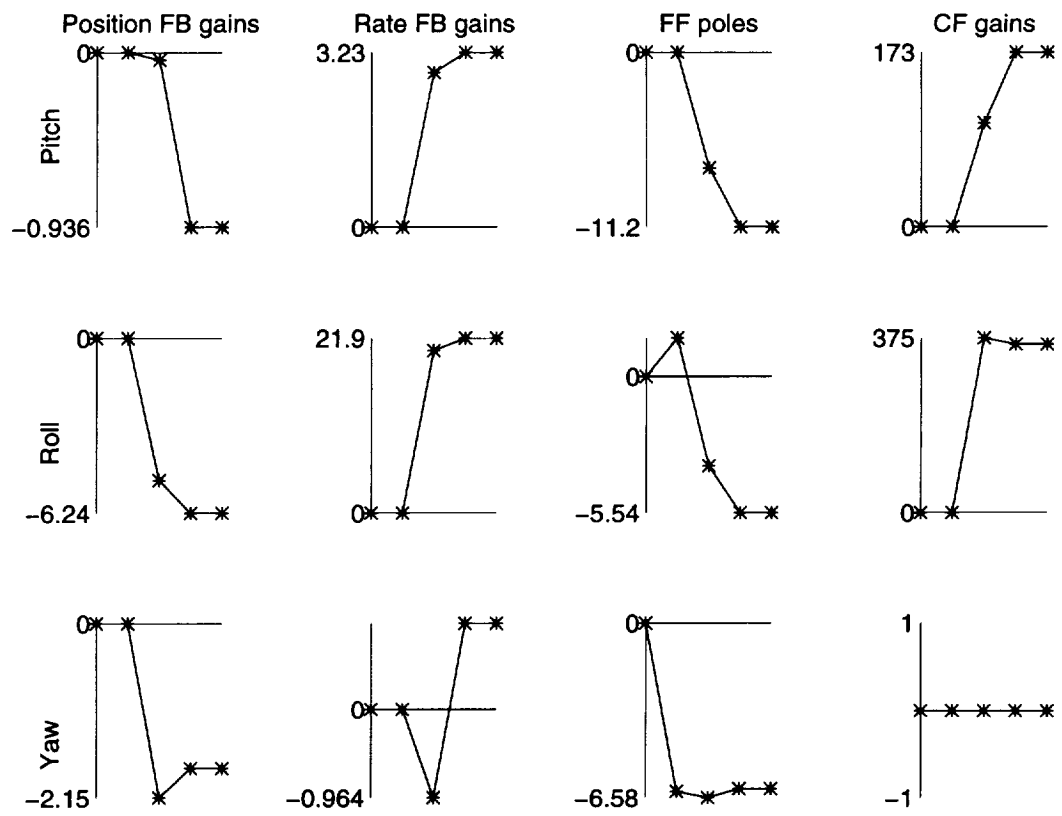 Position FB gains Rate FB gains FF poles CF gains
0 3.23 0 173
Pitch
−0.936 0 −11.2 0
0 21.9 375
0
Roll
−6.24 0 −5.54 0
0 0 1
0
Yaw
−2.15 −0.964 −6.58 −1